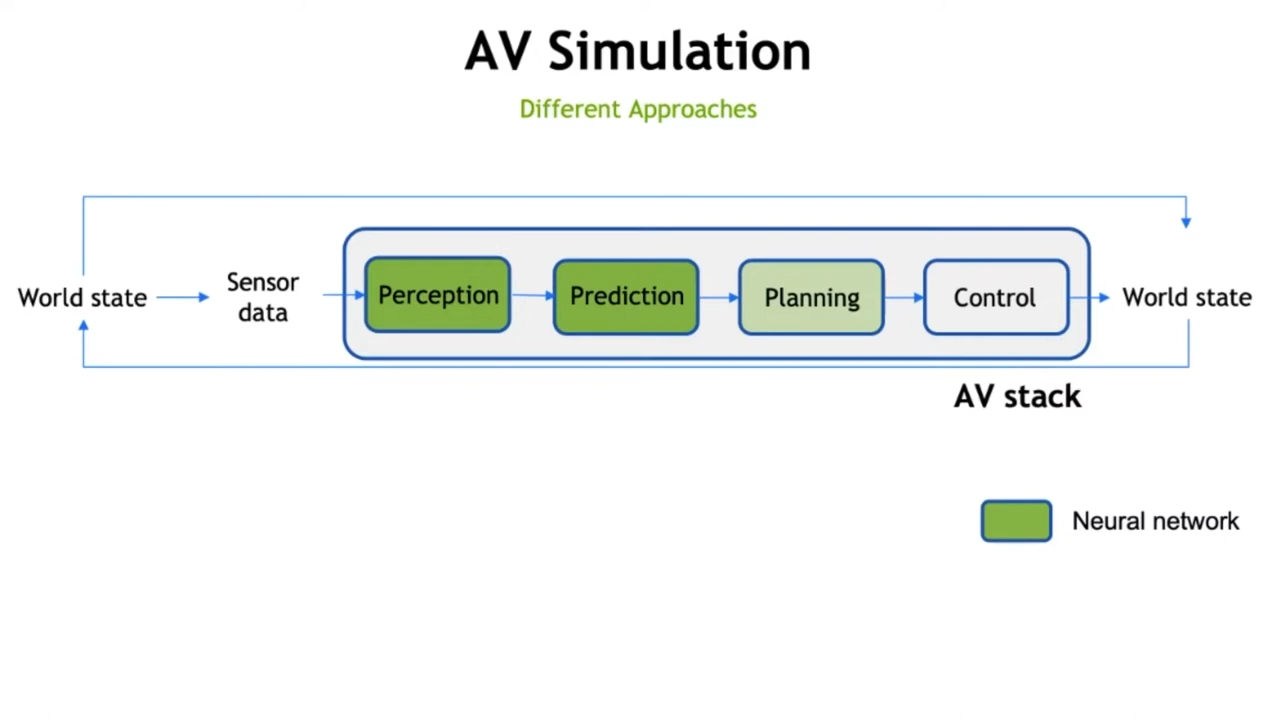 AV Simulation
Different Approaches
World state
Sensor
data
Perception
Prediction
Planning
Control
World state
AV stack
Neural network